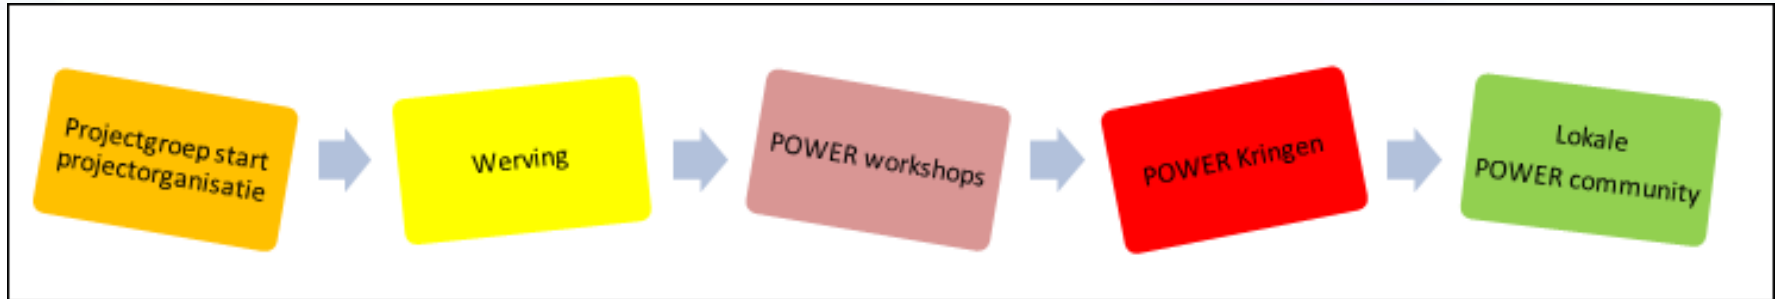 Projectgroep start
projectorganisatie
Werving
POWER workshops
POWER Kringen
Lokale
POWER community